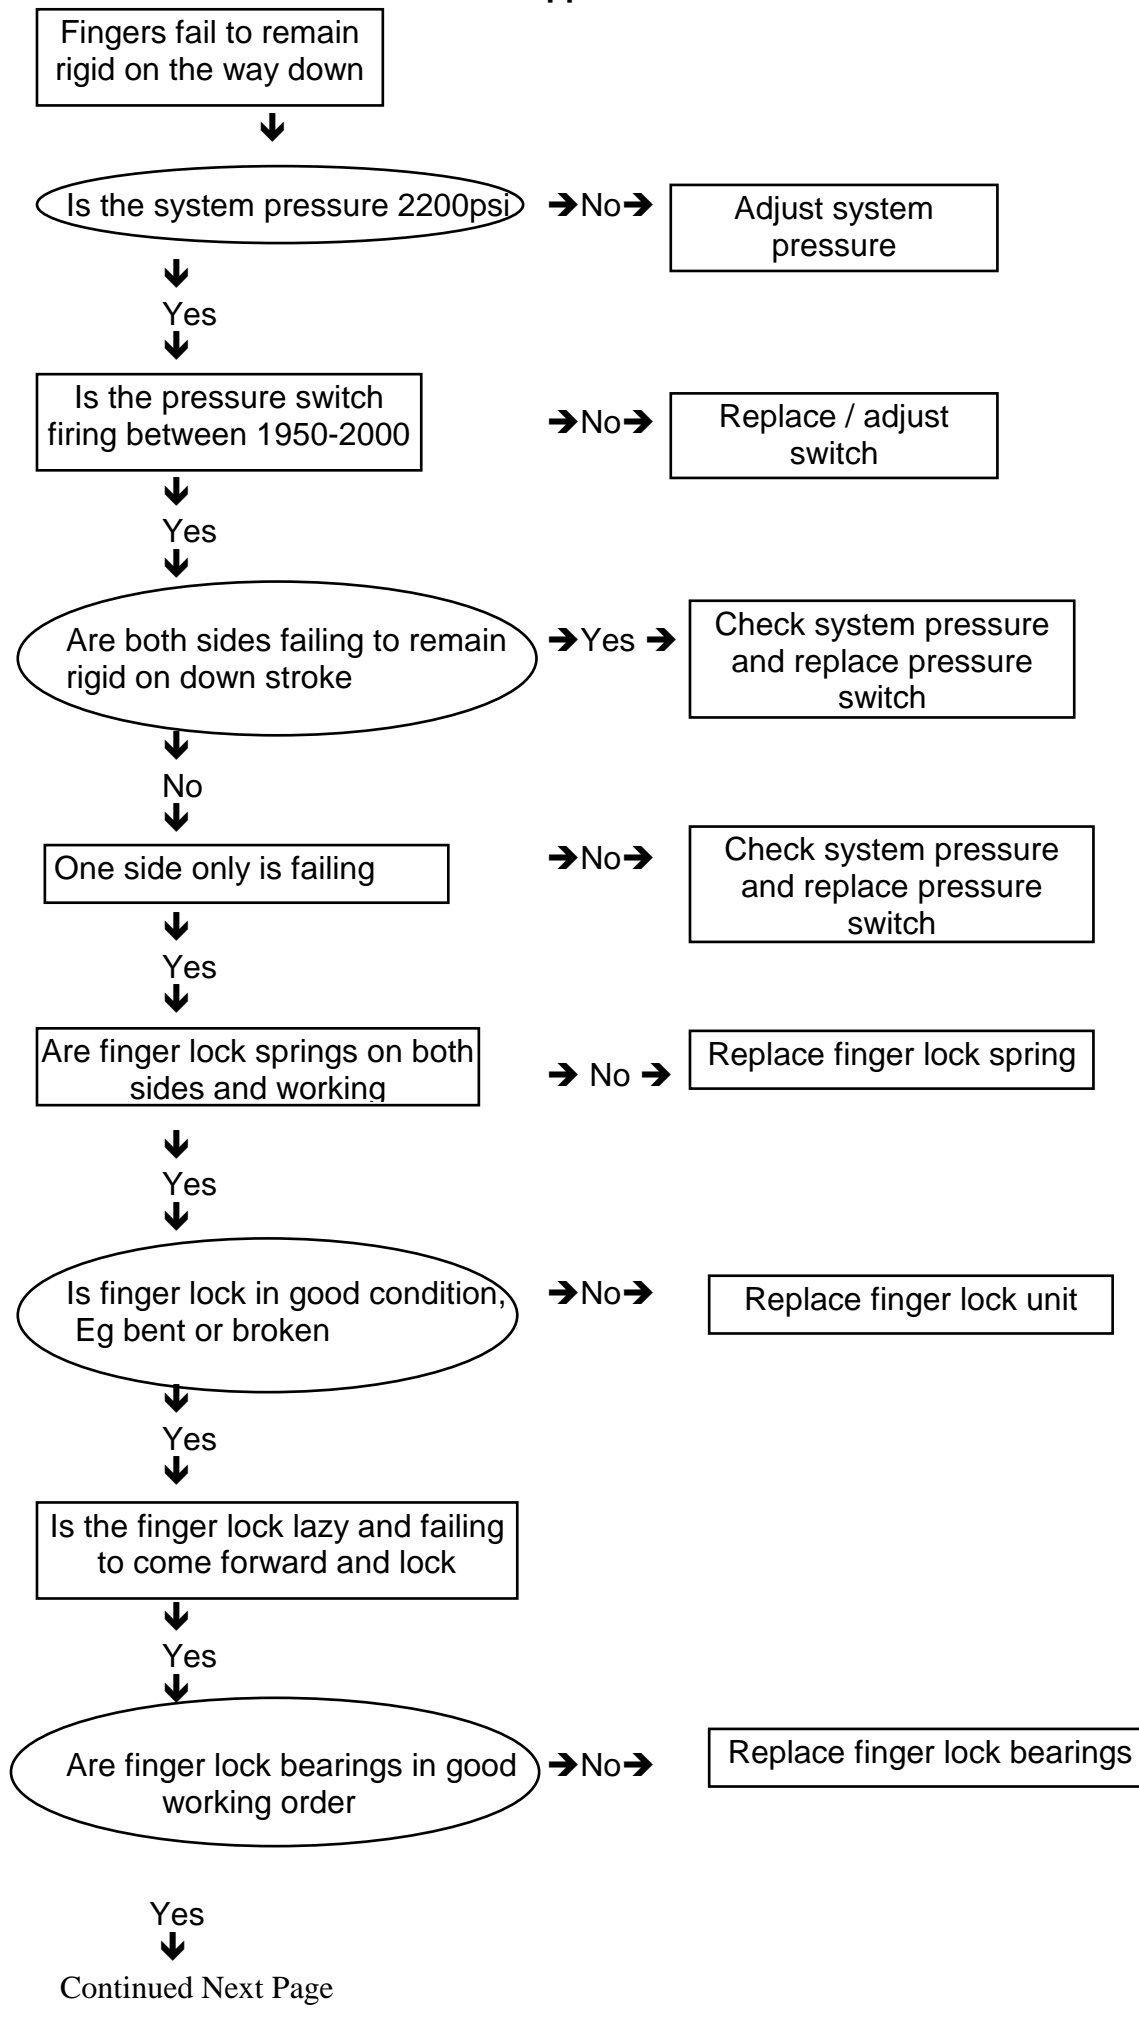 Fingers fail to remain
rigid on the way down
Is the system pressure 2200psi
➔No➔
Adjust system
pressure
Yes
Is the pressure switch
firing between 1950-2000
➔No➔
Replace / adjust
switch
Yes
Are both sides failing to remain
rigid on down stroke
➔Yes ➔
Check system pressure
and replace pressure
switch
No
One side only is failing
➔No➔
Check system pressure
and replace pressure
switch
Yes
Are finger lock springs on both
sides and working
➔ No ➔
Replace finger lock spring
Yes
Is finger lock in good condition,
Eg bent or broken
➔No➔
Replace finger lock unit
Yes
Is the finger lock lazy and failing
to come forward and lock
Yes
Are finger lock bearings in good
working order
➔No➔
Replace finger lock bearings
Yes
Continued Next Page